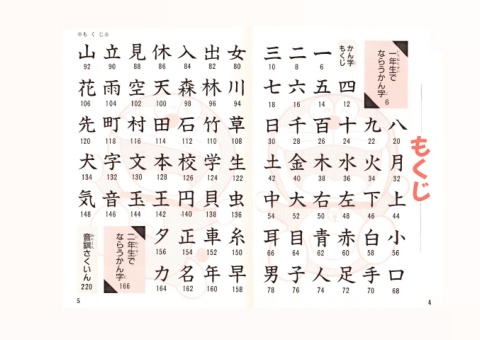 もくじ
一年生で
ならうかん字 6
かん字
もくじ
一 二 三
6 8 10
四 五 六 七
12 14 16 18
八 九 十 百 千 日
20 22 24 26 28 30
月 火 水 木 金 土
32 34 36 38 40 42
上 下 左 右 大 中
44 46 48 50 52 54
小 白 赤 青 目 耳
56 58 60 62 64 66
口 手 足 人 子 男
68 70 72 74 76 78
4
もくじ
女 出 入 休 見 立 山
80 82 84 86 88 90 92
川 林 森 天 空 雨 花
94 96 98 100 102 104 106
草 竹 石 田 村 町 先
108 110 112 114 116 118 120
生 学 校 本 文 字 犬
122 124 126 128 130 132 134
虫 貝 円 王 玉 音 気
136 138 140 142 144 146 148
糸 車 正 夕
150 152 154 156
早 年 名 力
158 160 162 164
二年生で
ならうかん字 166
音訓さくいん
220
5